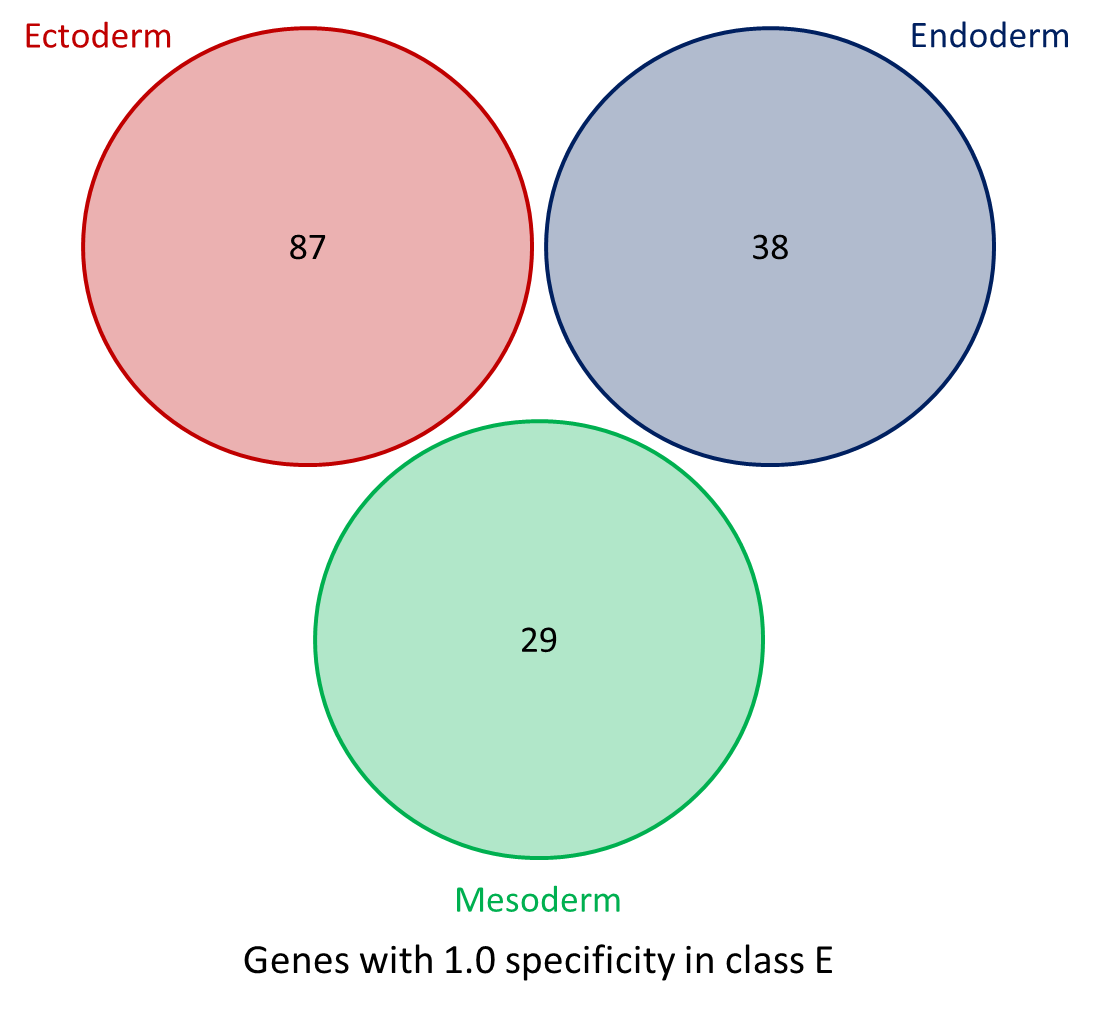 Ectoderm
Endoderm
87
38
29
Mesoderm
Genes with 1.0 specificity in class E